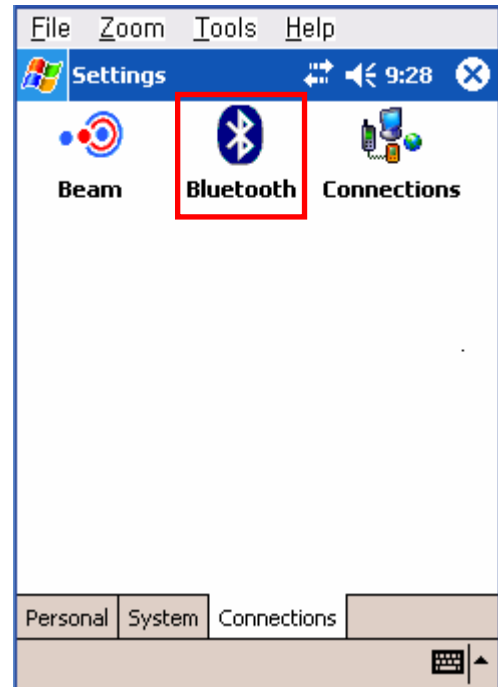 File Zoom Tools Help
Settings 9:28
Beam Bluetooth Connections
Personal System Connections